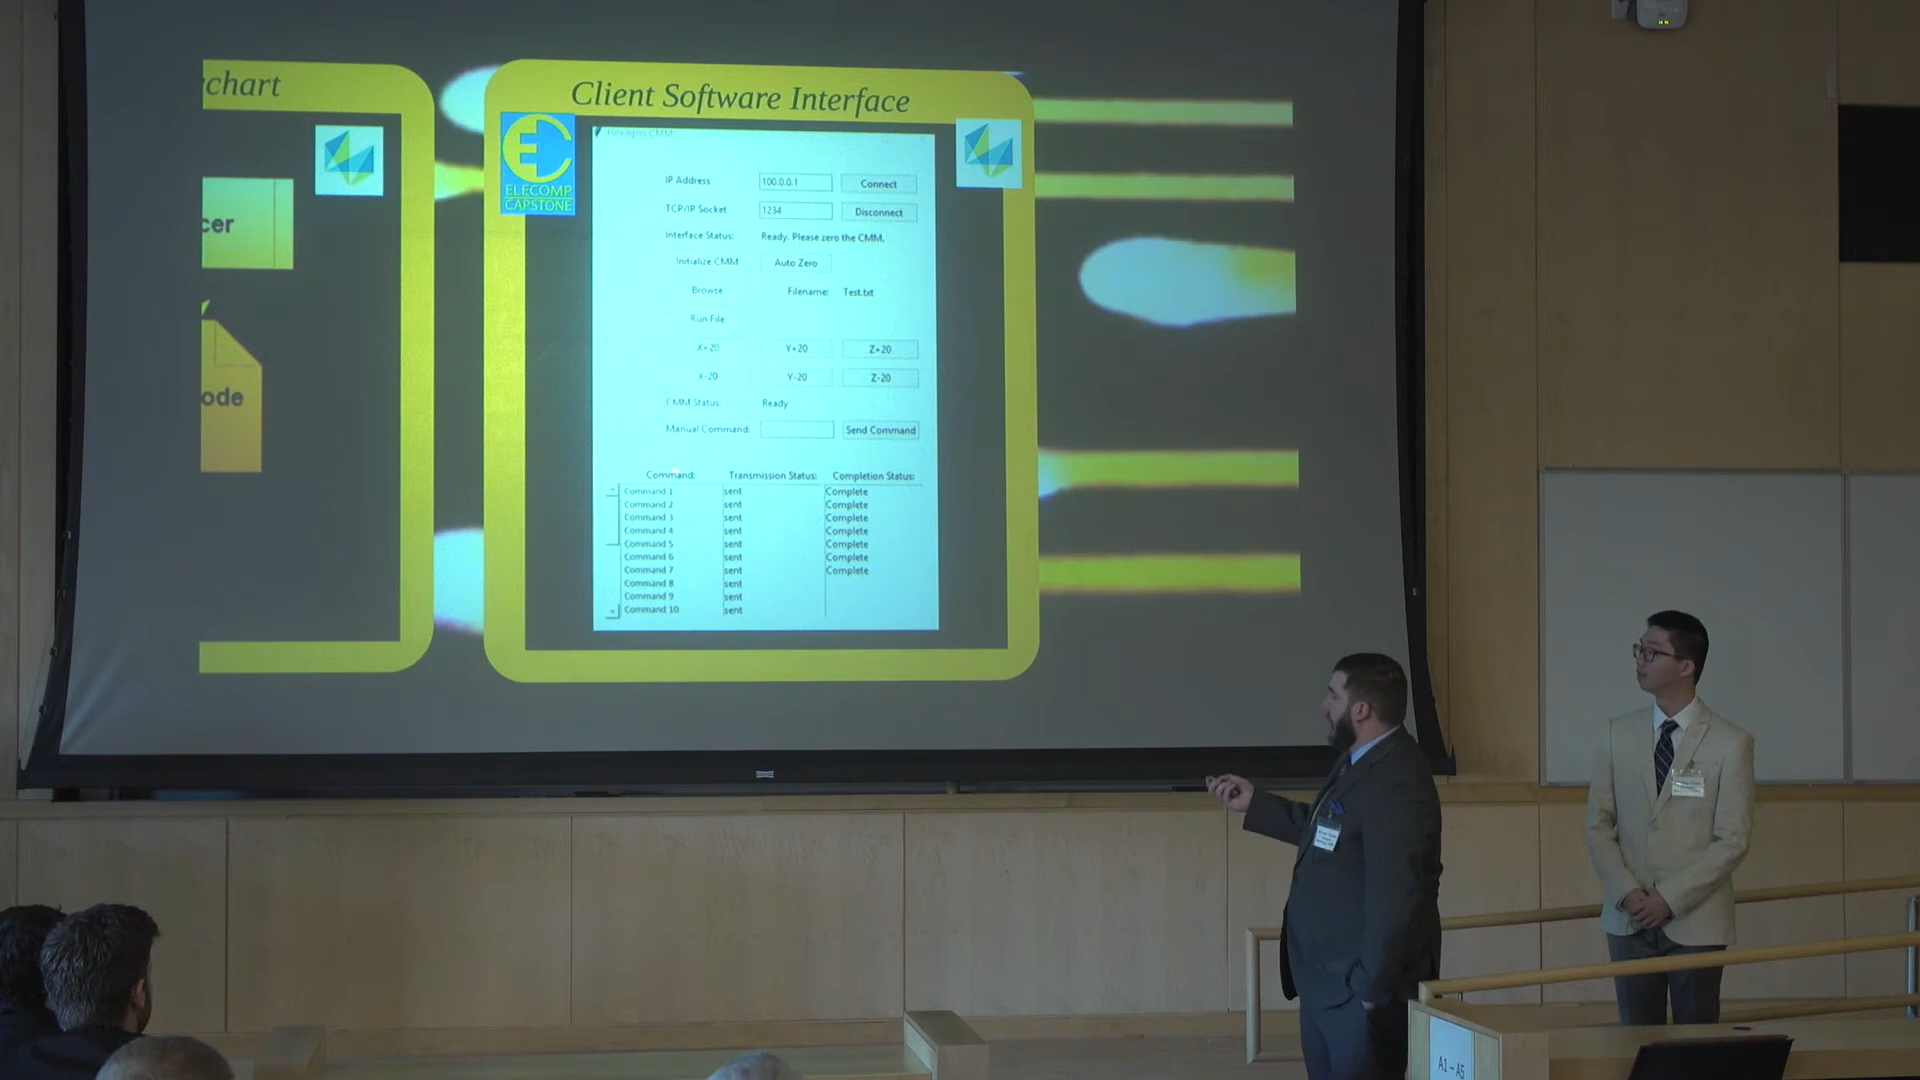 chart
cer
ode
Client Software Interface
ELECOMP
CAPSTONE
Hexagon CMM
IP Address 100.0.0.1 Connect
TCP/IP Socket 1234 Disconnect
Interface Status: Ready. Please zero the CMM.
Initialize CMM Auto Zero
Browse Filename: Test.txt
Run File
X+20 Y+20 Z+20
X-20 Y-20 Z-20
CMM Status: Ready
Manual Command: Send Command
Command: Transmission Status: Completion Status:
Command 1 sent Complete
Command 2 sent Complete
Command 3 sent Complete
Command 4 sent Complete
Command 5 sent Complete
Command 6 sent Complete
Command 7 sent Complete
Command 8 sent
Command 9 sent
Command 10 sent
A1 – A5